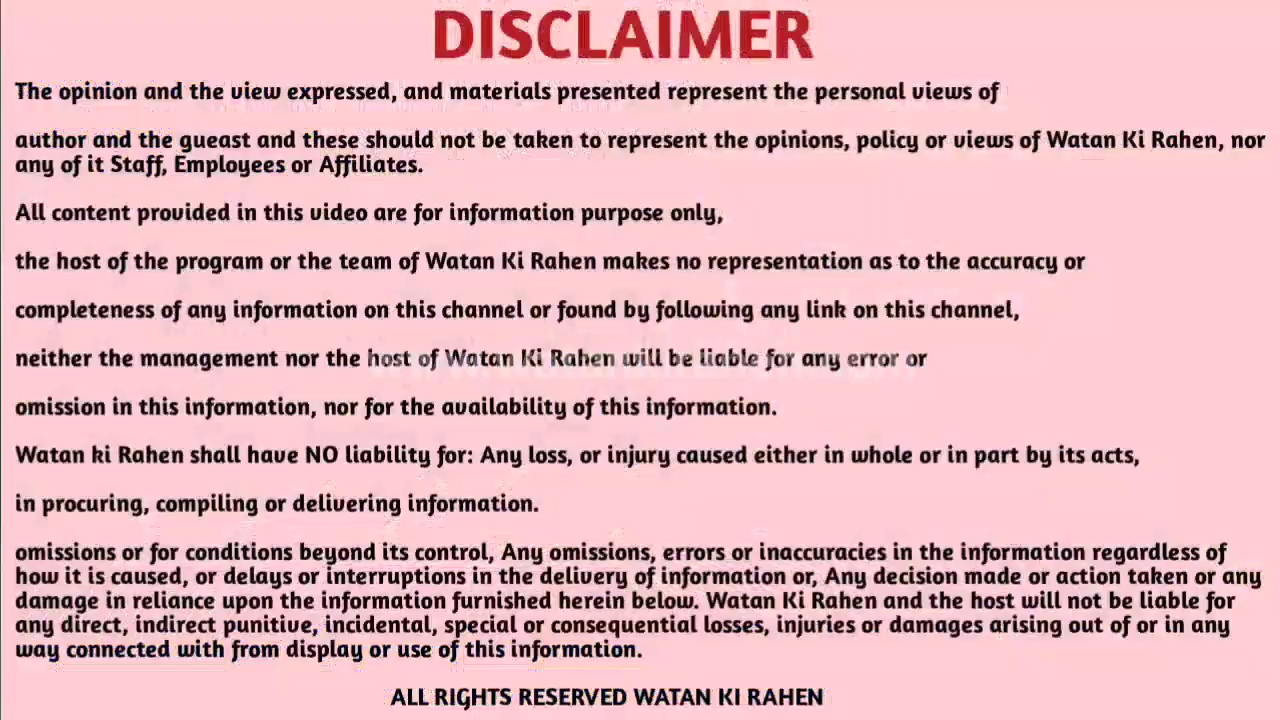 DISCLAIMER
The opinion and the view expressed, and materials presented represent the personal views of
author and the gueast and these should not be taken to represent the opinions, policy or views of Watan Ki Rahen, nor
any of it Staff, Employees or Affiliates.
All content provided in this video are for information purpose only,
the host of the program or the team of Watan Ki Rahen makes no representation as to the accuracy or
completeness of any information on this channel or found by following any link on this channel,
neither the management nor the host of Watan Ki Rahen will be liable for any error or
omission in this information, nor for the availability of this information.
Watan ki Rahen shall have NO liability for: Any loss, or injury caused either in whole or in part by its acts,
in procuring, compiling or delivering information.
omissions or for conditions beyond its control, Any omissions, errors or inaccuracies in the information regardless of
how it is caused, or delays or interruptions in the delivery of information or, Any decision made or action taken or any
damage in reliance upon the information furnished herein below. Watan Ki Rahen and the host will not be liable for
any direct, indirect punitive, incidental, special or consequential losses, injuries or damages arising out of or in any
way connected with from display or use of this information.
ALL RIGHTS RESERVED WATAN KI RAHEN